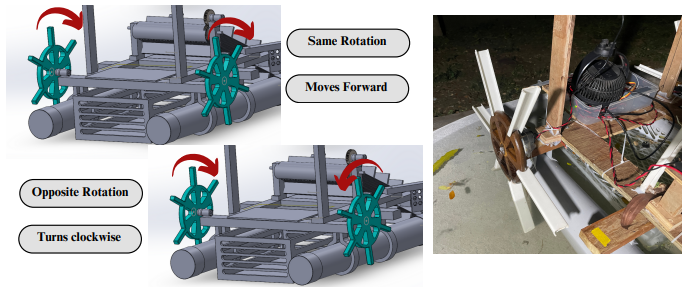 Same Rotation
Moves Forward
Opposite Rotation
Turns clockwise